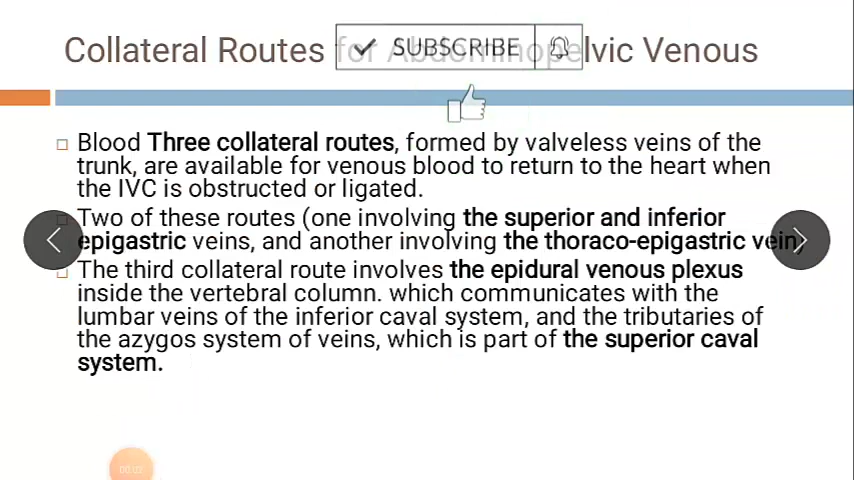 Collateral Routes for Abdominopelvic Venous
SUBSCRIBE
Blood Three collateral routes, formed by valveless veins of the
trunk, are available for venous blood to return to the heart when
the IVC is obstructed or ligated.
Two of these routes (one involving the superior and inferior
epigastric veins, and another involving the thoraco-epigastric vein)
The third collateral route involves the epidural venous plexus
inside the vertebral column. which communicates with the
lumbar veins of the inferior caval system, and the tributaries of
the azygos system of veins, which is part of the superior caval
system.